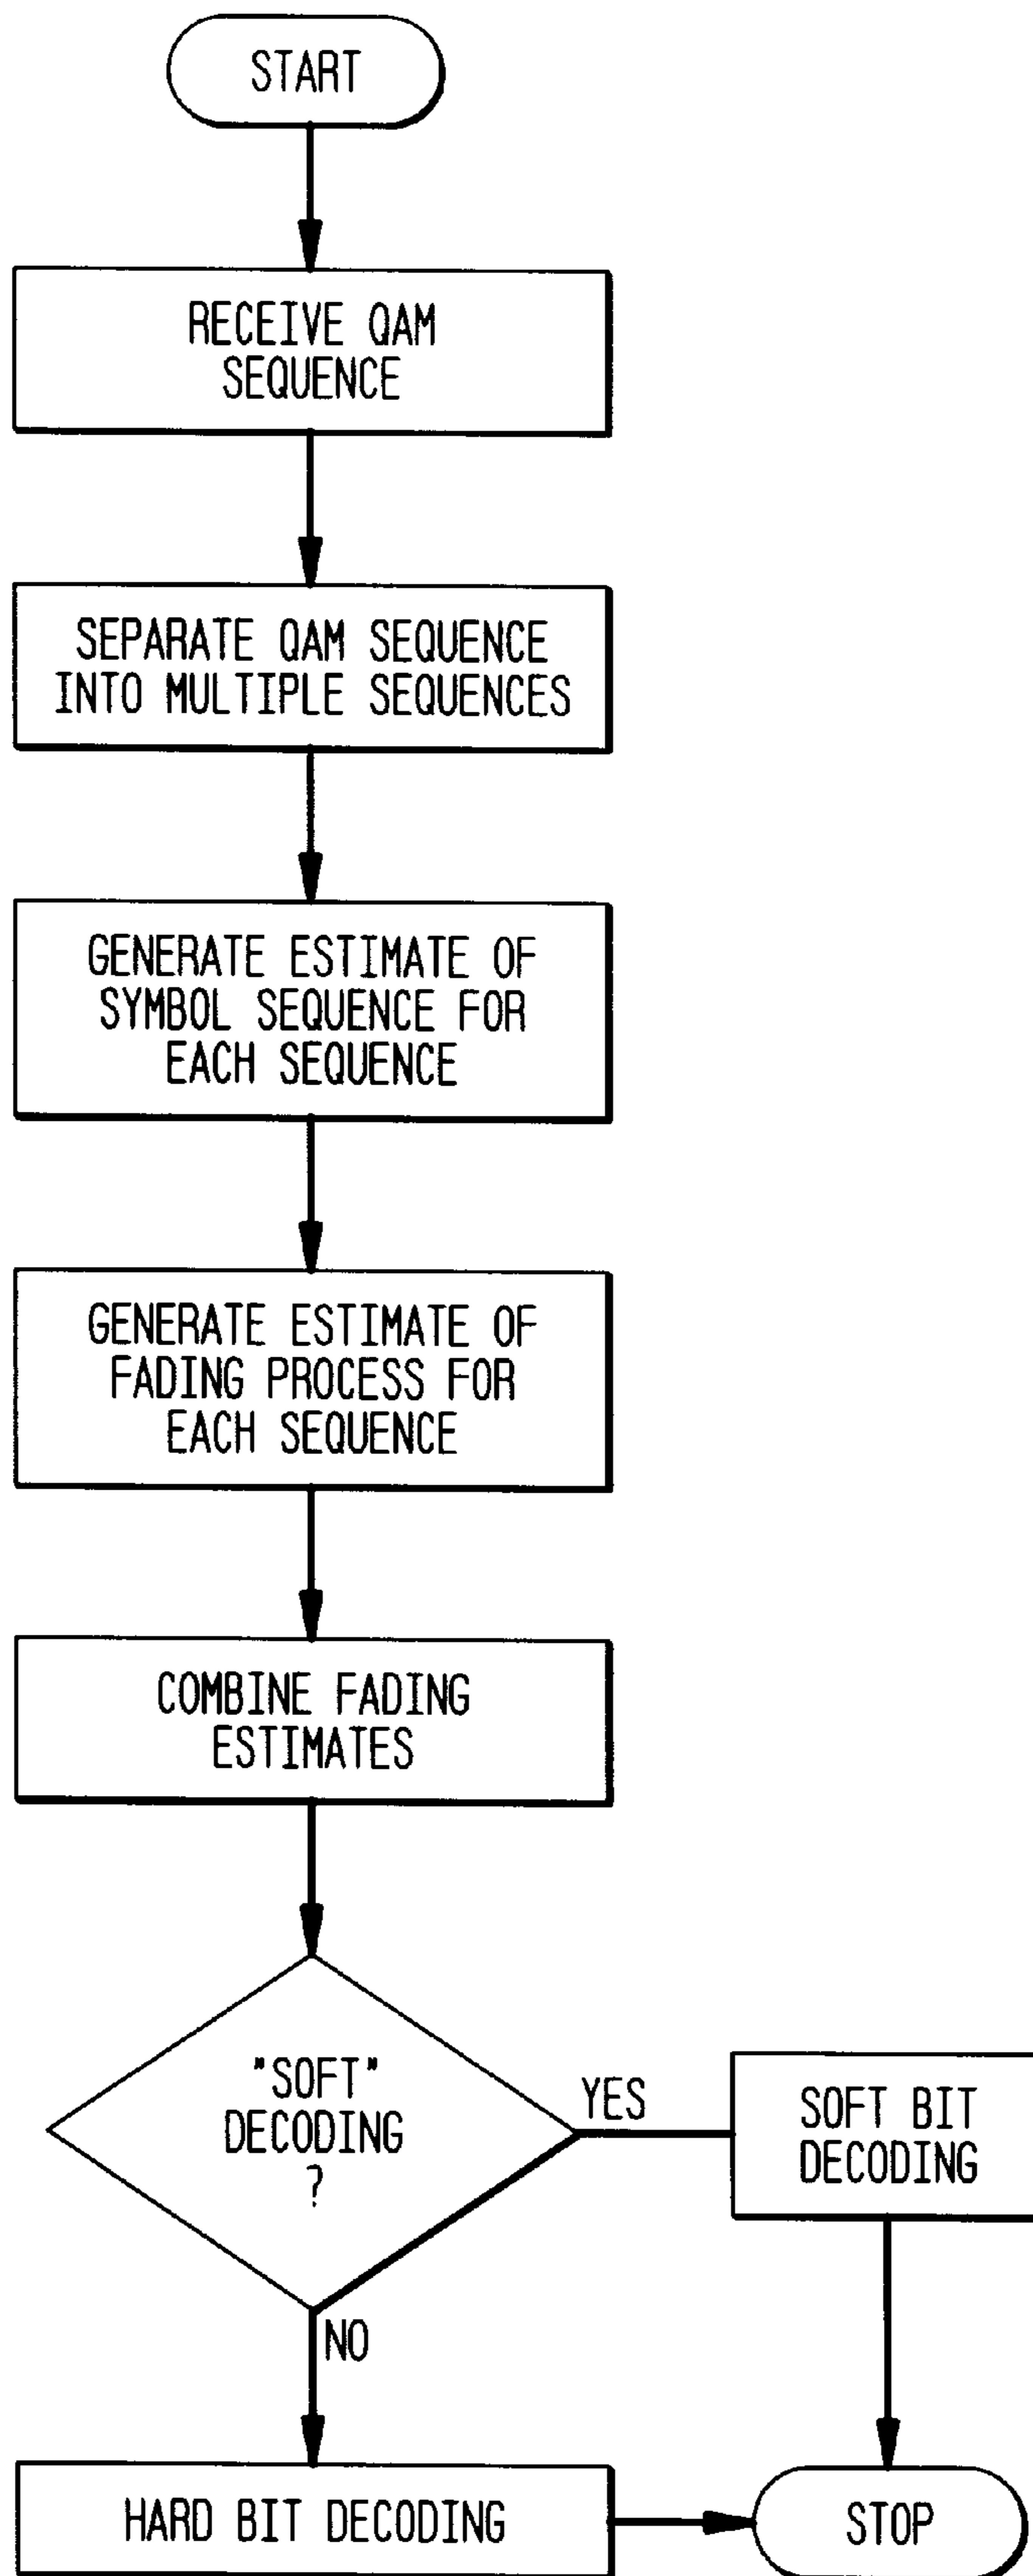 START
RECEIVE QAM
SEQUENCE
SEPARATE QAM SEQUENCE
INTO MULTIPLE SEQUENCES
GENERATE ESTIMATE OF
SYMBOL SEQUENCE FOR
EACH SEQUENCE
GENERATE ESTIMATE OF
FADING PROCESS FOR
EACH SEQUENCE
COMBINE FADING
ESTIMATES
"SOFT"
DECODING
?
YES
SOFT BIT
DECODING
NO
HARD BIT DECODING
STOP